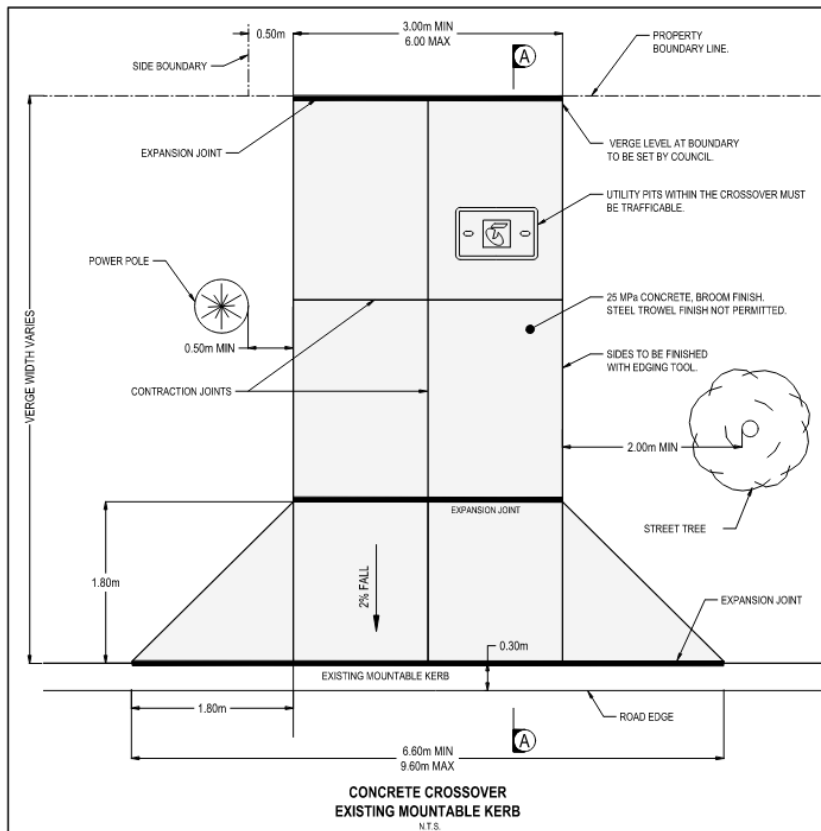 3.00m MIN
6.00 MAX
0.50m
A
PROPERTY
BOUNDARY LINE.
SIDE BOUNDARY
EXPANSION JOINT
VERGE LEVEL AT BOUNDARY
TO BE SET BY COUNCIL.
UTILITY PITS WITHIN THE CROSSOVER MUST
BE TRAFFICABLE.
POWER POLE
25 MPa CONCRETE, BROOM FINISH.
STEEL TROWEL FINISH NOT PERMITTED.
0.50m MIN
SIDES TO BE FINISHED
WITH EDGING TOOL.
VERGE WIDTH VARIES
CONTRACTION JOINTS
2.00m MIN
EXPANSION JOINT
STREET TREE
1.80m
2% FALL
EXPANSION JOINT
0.30m
EXISTING MOUNTABLE KERB
1.80m
ROAD EDGE
A
6.60m MIN
9.60m MAX
CONCRETE CROSSOVER
EXISTING MOUNTABLE KERB
N.T.S.